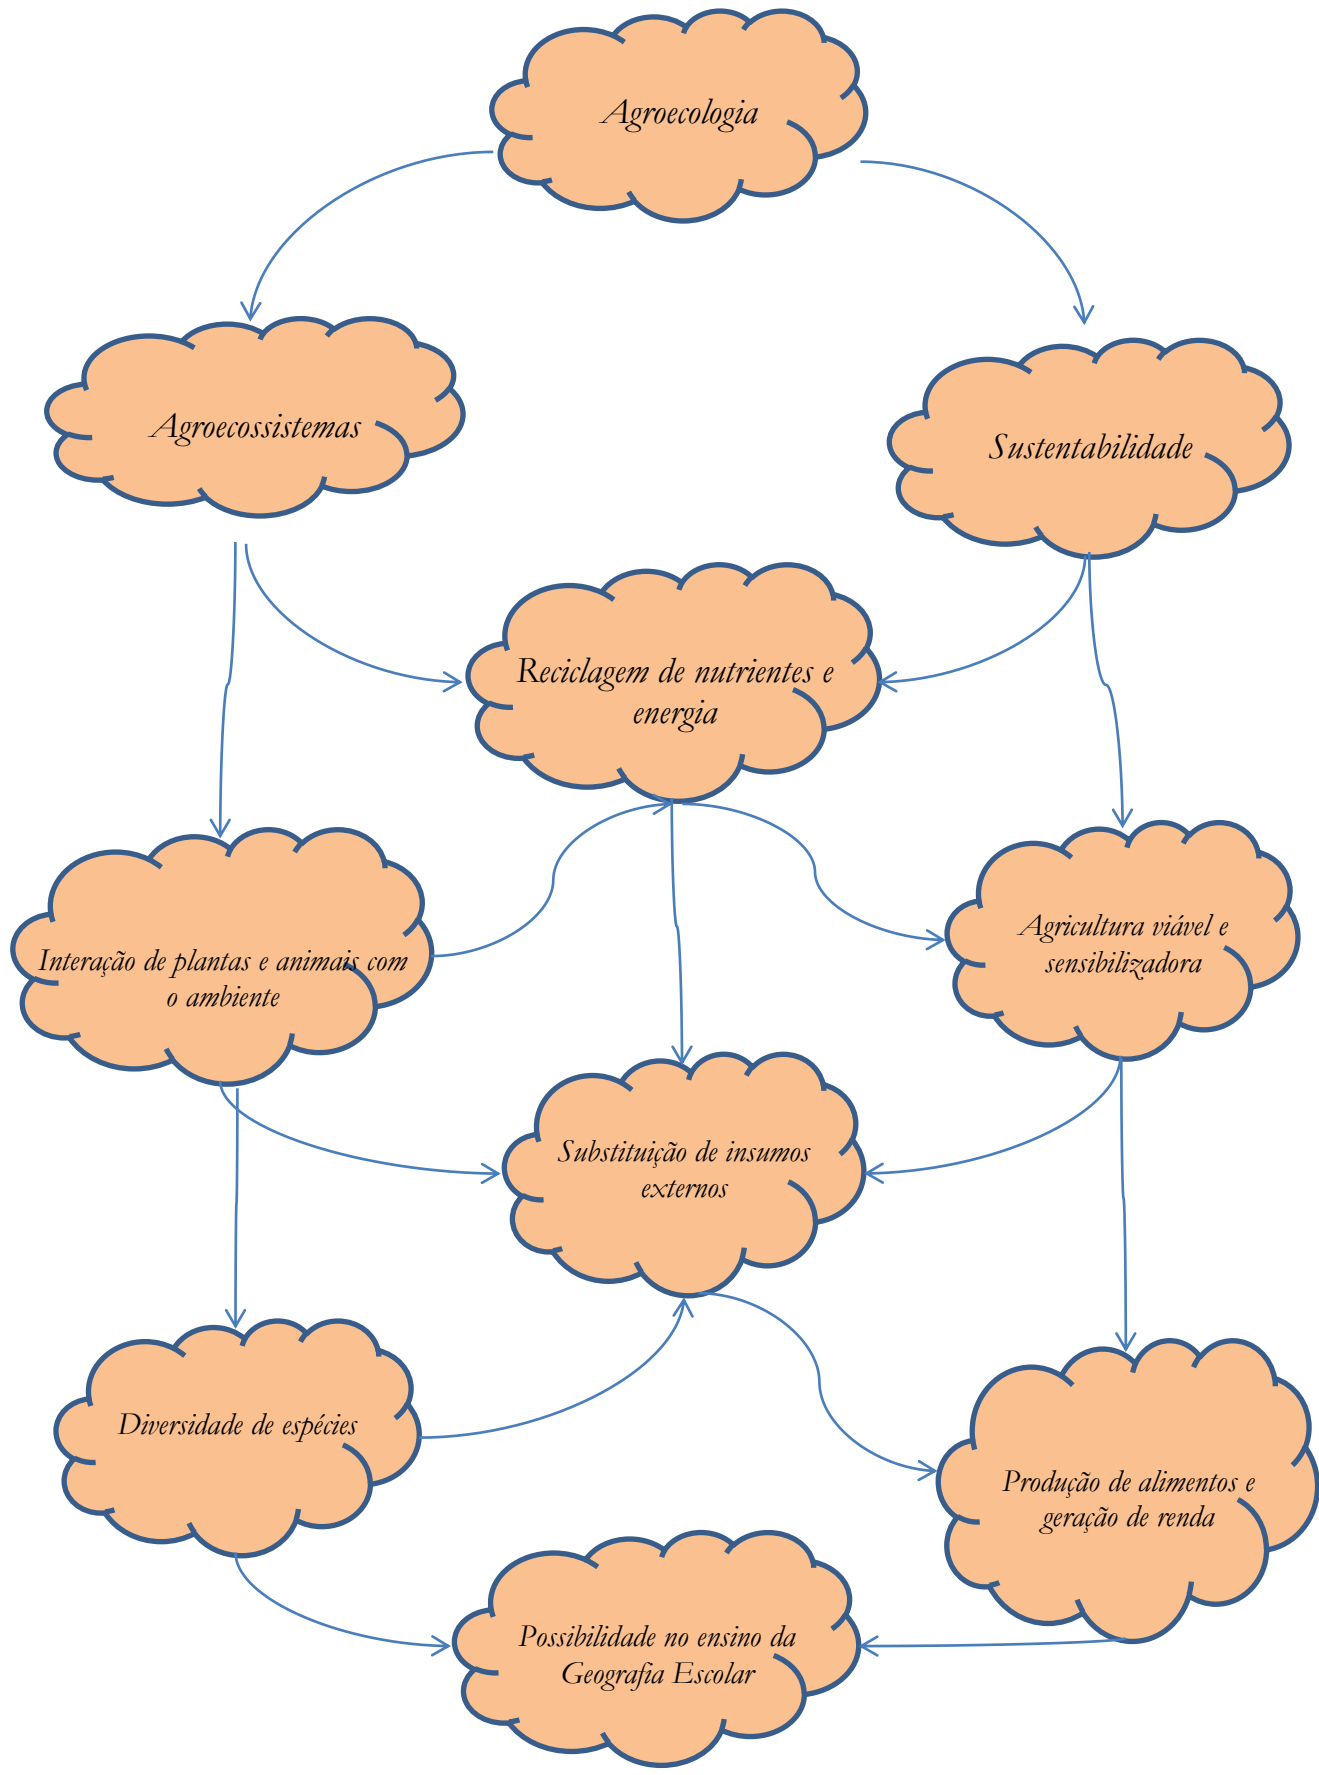 Agroecologia
Agroecossistemas
Sustentabilidade
Reciclagem de nutrientes e
energia
Interação de plantas e animais com
o ambiente
Agricultura viável e
sensibilizadora
Substituição de insumos
externos
Diversidade de espécies
Produção de alimentos e
geração de renda
Possibilidade no ensino da
Geografia Escolar